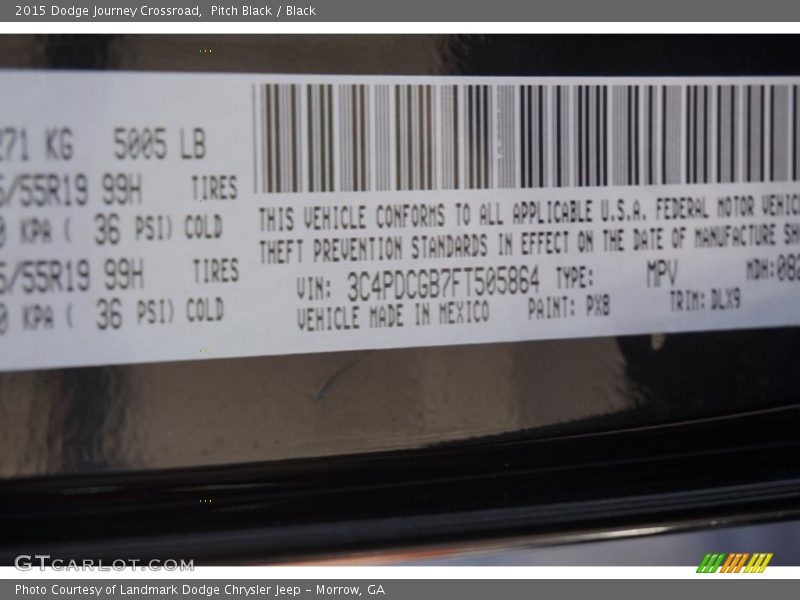 2015 Dodge Journey Crossroad, Pitch Black / Black
271 KG 5005 LB
/55R19 99H TIRES
KPA ( 36 PSI) COLD
/55R19 99H TIRES
KPA ( 36 PSI) COLD
THIS VEHICLE CONFORMS TO ALL APPLICABLE U.S.A. FEDERAL MOTOR VEHIC
THEFT PREVENTION STANDARDS IN EFFECT ON THE DATE OF MANUFACTURE SH
VIN: 3C4PDCGB7FT505864 TYPE: MPV MDH:082
VEHICLE MADE IN MEXICO PAINT: PX8 TRIM: DLX9
GTCARLOT.COM
Photo Courtesy of Landmark Dodge Chrysler Jeep – Morrow, GA